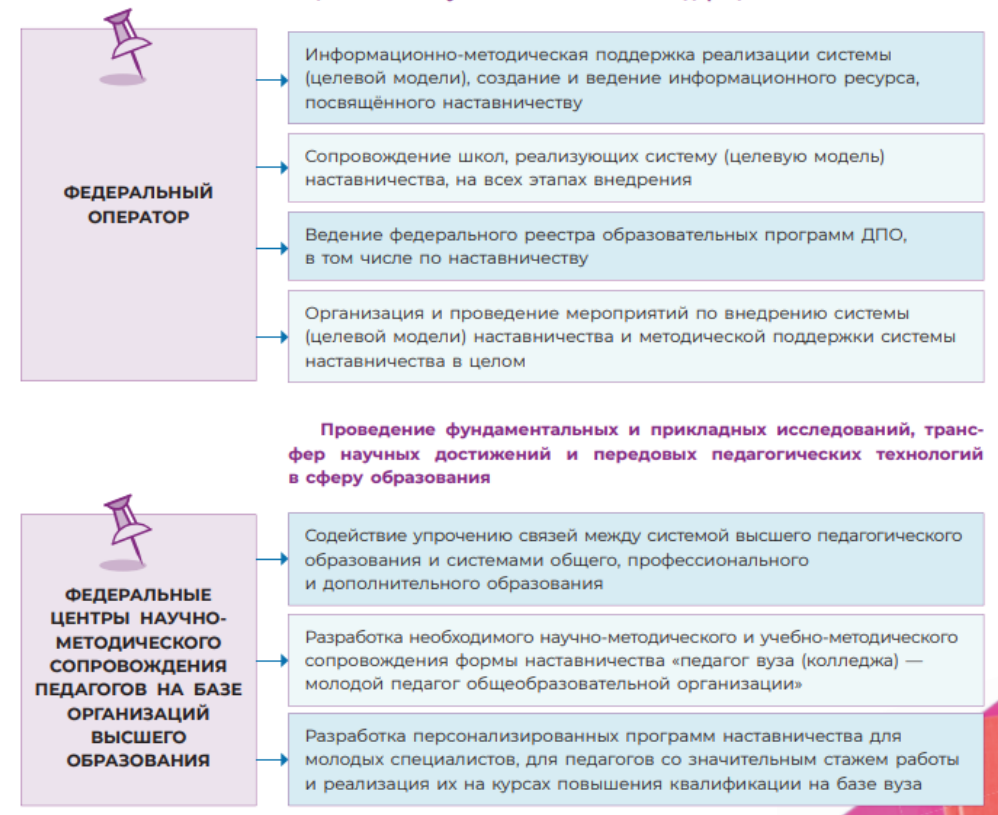 ФЕДЕРАЛЬНЫЙ
ОПЕРАТОР
Информационно-методическая поддержка реализации системы
(целевой модели), создание и ведение информационного ресурса,
посвящённого наставничеству
Сопровождение школ, реализующих систему (целевую модель)
наставничества, на всех этапах внедрения
Ведение федерального реестра образовательных программ ДПО,
в том числе по наставничеству
Организация и проведение мероприятий по внедрению системы
(целевой модели) наставничества и методической поддержки системы
наставничества в целом
Проведение фундаментальных и прикладных исследований, транс-
фер научных достижений и передовых педагогических технологий
в сферу образования
ФЕДЕРАЛЬНЫЕ
ЦЕНТРЫ НАУЧНО-
МЕТОДИЧЕСКОГО
СОПРОВОЖДЕНИЯ
ПЕДАГОГОВ НА БАЗЕ
ОРГАНИЗАЦИЙ
ВЫСШЕГО
ОБРАЗОВАНИЯ
Содействие упрочению связей между системой высшего педагогического
образования и системами общего, профессионального
и дополнительного образования
Разработка необходимого научно-методического и учебно-методического
сопровождения формы наставничества «педагог вуза (колледжа) —
молодой педагог общеобразовательной организации»
Разработка персонализированных программ наставничества для
молодых специалистов, для педагогов со значительным стажем работы
и реализация их на курсах повышения квалификации на базе вуза